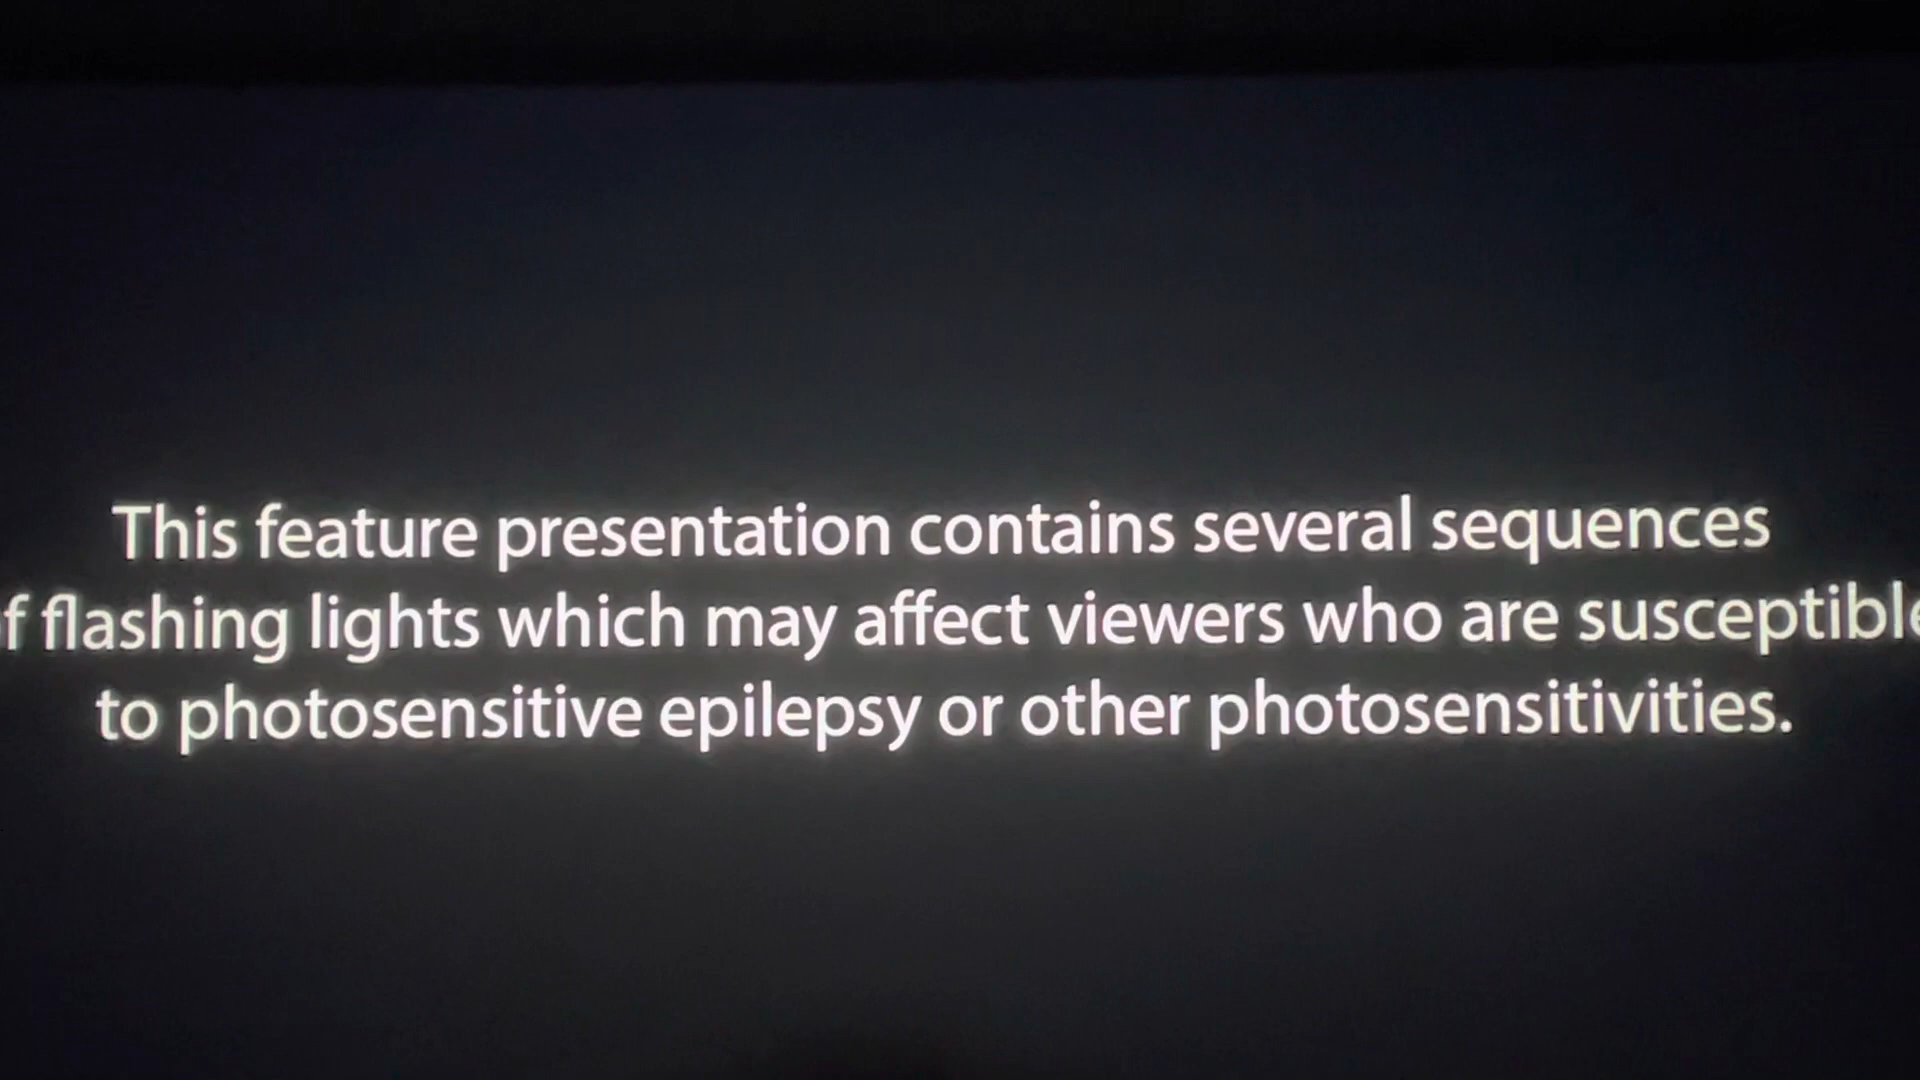 This feature presentation contains several sequences
f flashing lights which may affect viewers who are susceptible
to photosensitive epilepsy or other photosensitivities.